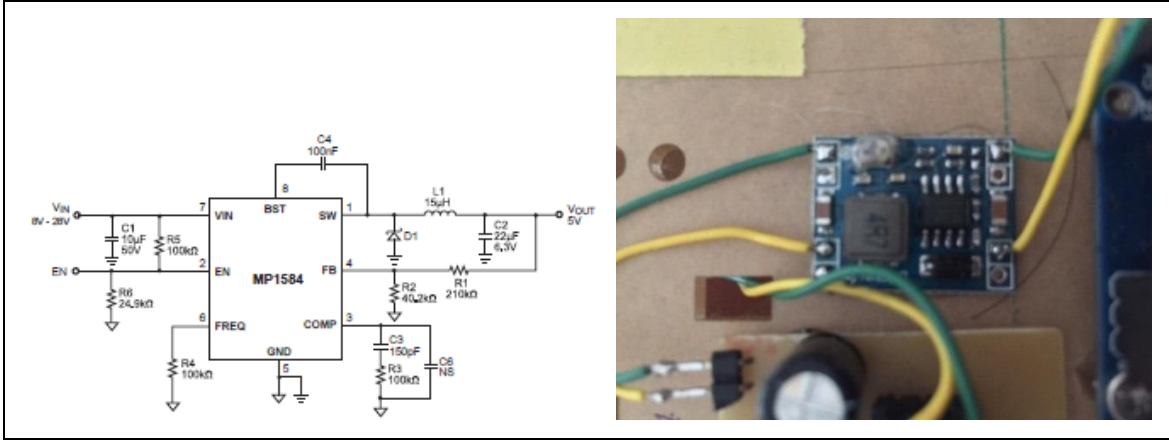 C4
100nF
8
BST
L1
15µH
VIN
8V - 28V
7
VIN
SW
1
VOUT
5V
C1
10µF
50V
R5
100kΩ
D1
C2
22µF
6.3V
EN
2
EN
MP1584
FB
4
R1
210kΩ
R2
40.2kΩ
R6
24.9kΩ
6
FREQ
COMP
3
C3
150pF
C6
NS
R4
100kΩ
GND
5
R3
100kΩ